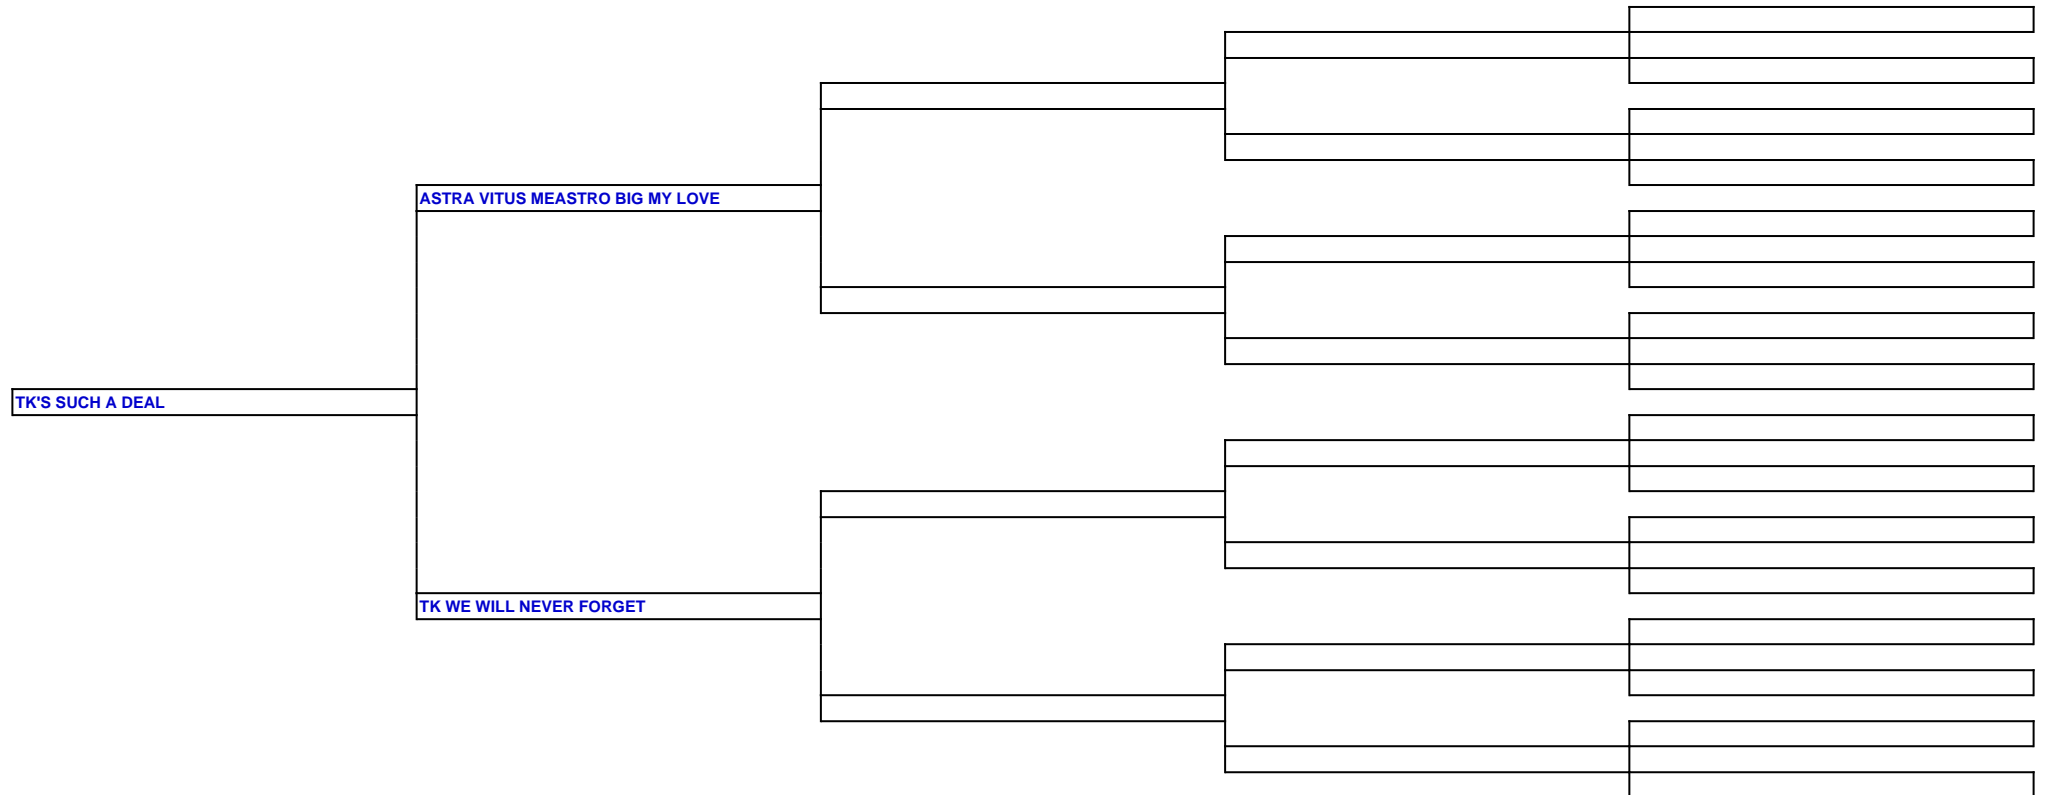 ASTRA VITUS MEASTRO BIG MY LOVE
TK'S SUCH A DEAL
TK WE WILL NEVER FORGET